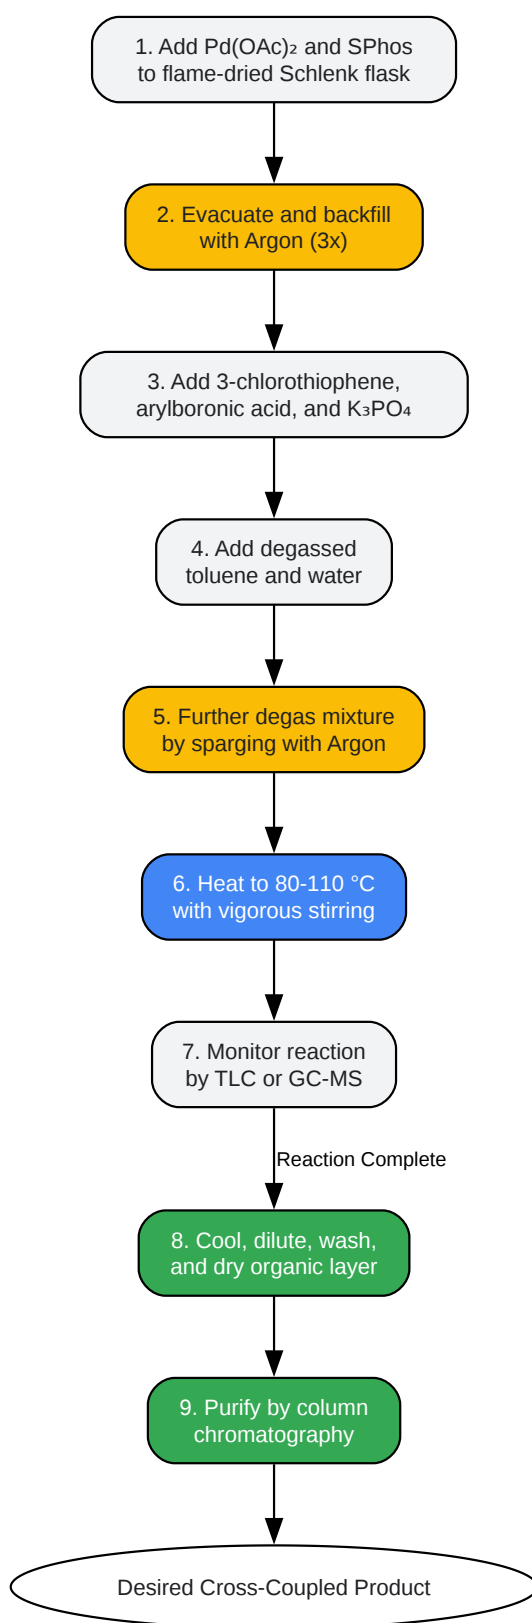 1. Add Pd(OAc)₂ and SPhos
to flame-dried Schlenk flask
2. Evacuate and backfill
with Argon (3x)
3. Add 3-chlorothiophene,
arylboronic acid, and K₃PO₄
4. Add degassed
toluene and water
5. Further degas mixture
by sparging with Argon
6. Heat to 80-110 °C
with vigorous stirring
7. Monitor reaction
by TLC or GC-MS
Reaction Complete
8. Cool, dilute, wash,
and dry organic layer
9. Purify by column
chromatography
Desired Cross-Coupled Product